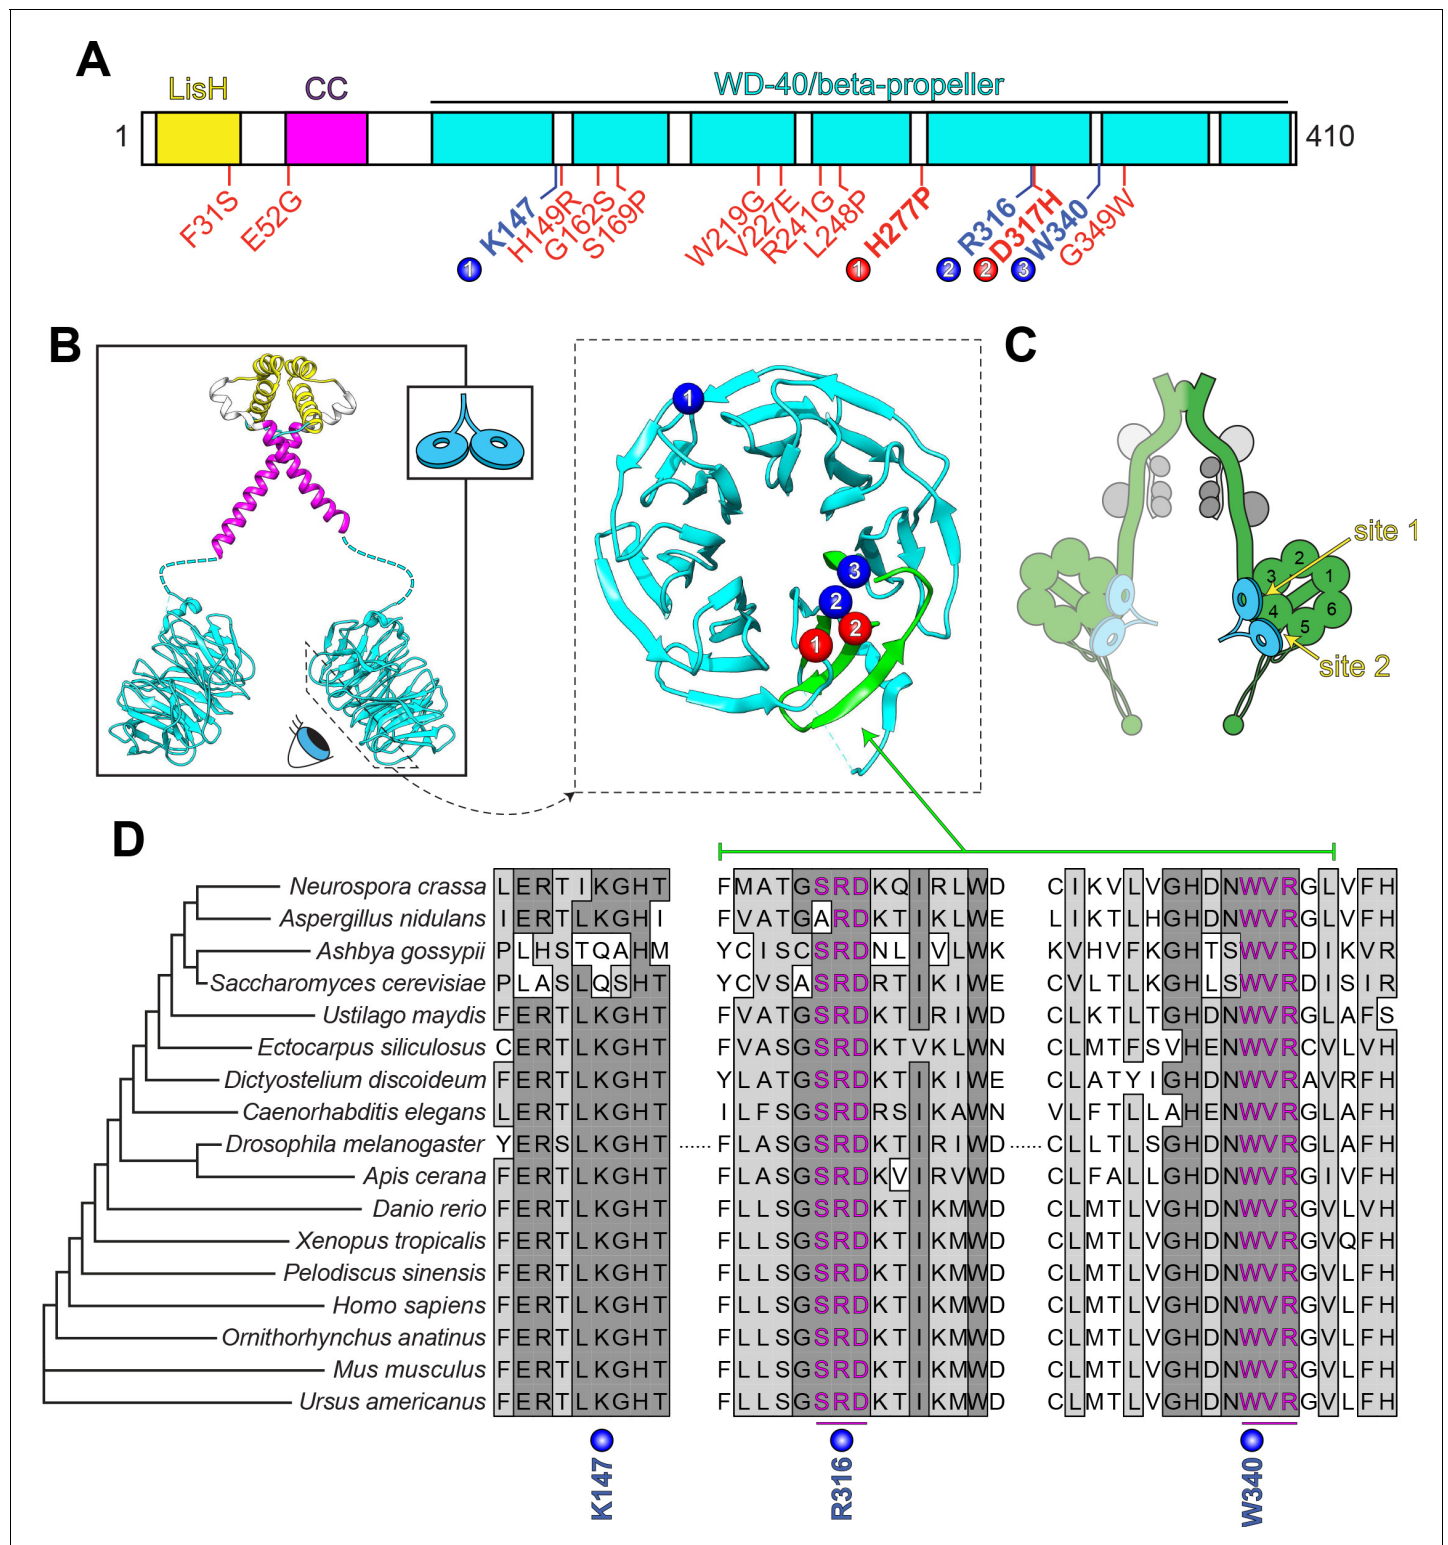 A
LisH
CC
WD-40/beta-propeller
1
410
F31S
E52G
K147
H149R
G162S
S169P
W219G
V227E
R241G
L248P
H277P
R316
D317H
W340
G349W
1
1
2
2
3
B
1
3
2
2
1
C
site 1
2
3
1
4
6
5
site 2
D
Neurospora crassa LERTIKGHT FMATGSRDKQIRLWD CIKVLVGHDNWVRGLVFH
Aspergillus nidulans IERTLKGHI FVATGARDKTIKLWE LIKTLHGHDNWVRGLVFH
Ashbya gossypii PLHSTQAHM YCISCSRDNLIVLWK KVHVFKGHTSWVRDIKVR
Saccharomyces cerevisiae PLASLQSHT YCVSASRDRTIKIWE CVLTLKGHLSWVRDISIR
Ustilago maydis FERTLKGHT FVATGSRDKTIRIWD CLKTLTGHDNWVRGLAFS
Ectocarpus siliculosus CERTLKGHT FVASGSRDKTVKLWN CLMTFSVHENWVRCVLVH
Dictyostelium discoideum FERTLKGHT YLATGSRDKTIKIWE CLATYIGHDNWVRAVRFH
Caenorhabditis elegans LERTLKGHT ILFSGSRDRSIKAWN VLFTLLAHENWVRGLAFH
Drosophila melanogaster YERSLKGHT ...... FLASGSRDKTIRIWD ...... CLLTLSGHDNWVRGLAFH
Apis cerana FERTLKGHT FLASGSRDKVIRVWD CLFALLGHDNWVRGIVFH
Danio rerio FERTLKGHT FLLSGSRDKTIKMWD CLMTLVGHDNWVRGVLVH
Xenopus tropicalis FERTLKGHT FLLSGSRDKTIKMWD CLMTLVGHDNWVRGVQFH
Pelodiscus sinensis FERTLKGHT FLLSGSRDKTIKMWD CLMTLVGHDNWVRGVLFH
Homo sapiens FERTLKGHT FLLSGSRDKTIKMWD CLMTLVGHDNWVRGVLFH
Ornithorhynchus anatinus FERTLKGHT FLLSGSRDKTIKMWD CLMTLVGHDNWVRGVLFH
Mus musculus FERTLKGHT FLLSGSRDKTIKMWD CLMTLVGHDNWVRGVLFH
Ursus americanus FERTLKGHT FLLSGSRDKTIKMWD CLMTLVGHDNWVRGVLFH
K147
R316
W340